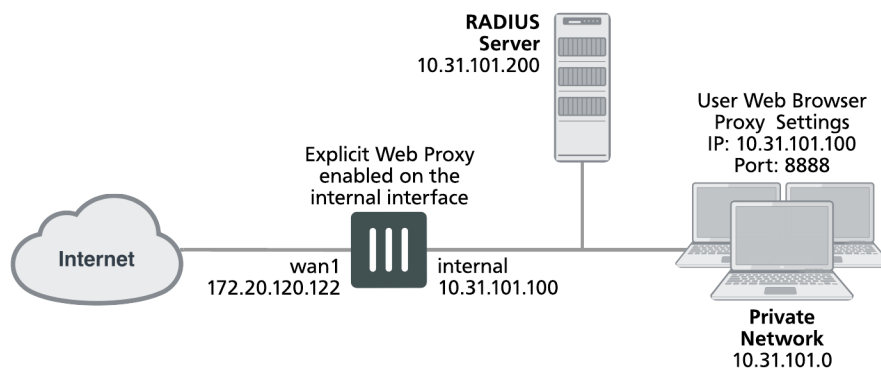 RADIUS
Server
10.31.101.200
User Web Browser
Proxy Settings
IP: 10.31.101.100
Port: 8888
Explicit Web Proxy
enabled on the
internal interface
Internet
wan1
172.20.120.122
internal
10.31.101.100
Private
Network
10.31.101.0